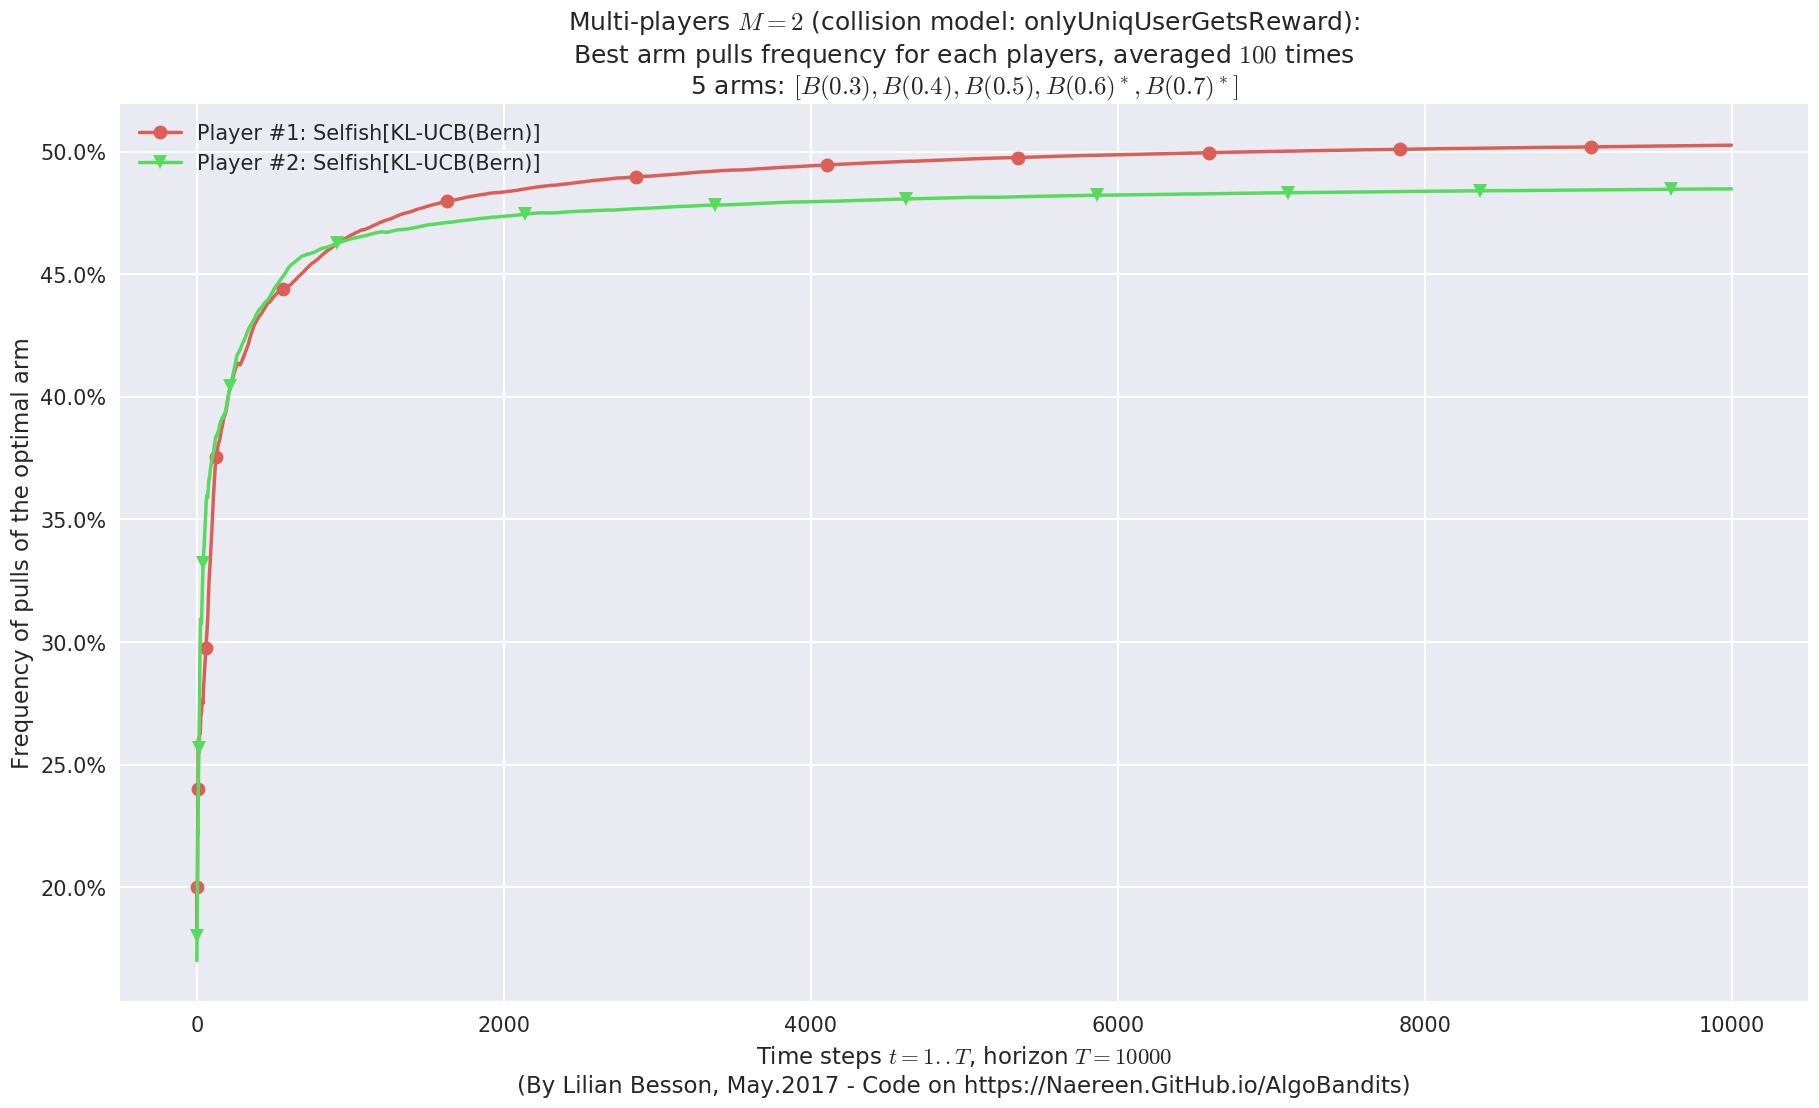 Multi-players M = 2 (collision model: onlyUniqUserGetsReward):
Best arm pulls frequency for each players, averaged 100 times
5 arms: [B(0.3), B(0.4), B(0.5), B(0.6)*, B(0.7)*]
Player #1: Selfish[KL-UCB(Bern)]
Player #2: Selfish[KL-UCB(Bern)]
Frequency of pulls of the optimal arm
50.0%
45.0%
40.0%
35.0%
30.0%
25.0%
20.0%
0 2000 4000 6000 8000 10000
Time steps t = 1..T, horizon T = 10000
(By Lilian Besson, May.2017 - Code on https://Naereen.GitHub.io/AlgoBandits)